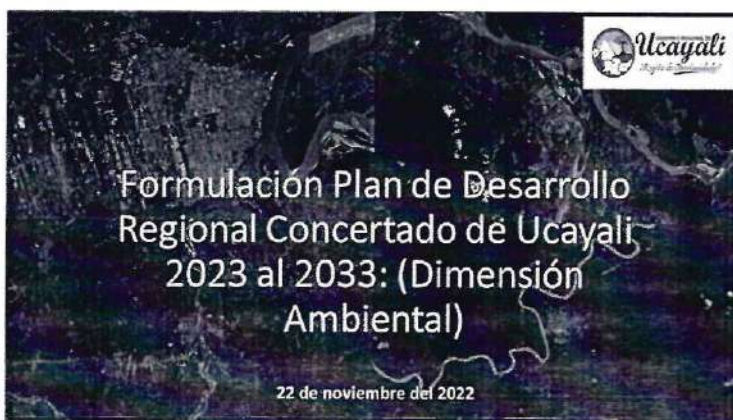 Ucayali
Formulación Plan de Desarrollo
Regional Concertado de Ucayali
2023 al 2033: (Dimensión
Ambiental)
22 de noviembre del 2022